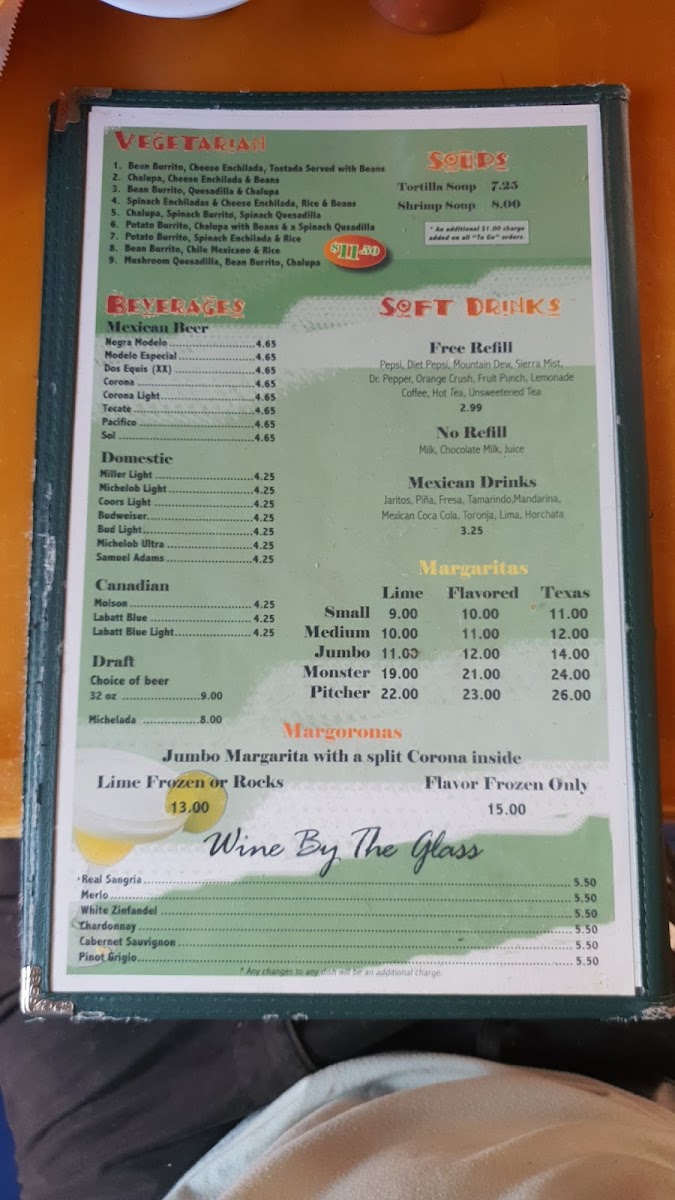 VEGETARIAN
1. Bean Burrito, Cheese Enchilada, Tostada Served with Beans
2. Chalupa, Cheese Enchilada & Beans
3. Bean Burrito, Quesadilla & Chalupa
4. Spinach Enchiladas & Cheese Enchilada, Rice & Beans
5. Chalupa, Spinach Burrito, Spinach Quesadilla
6. Potato Burrito, Chalupa with Beans & a Spinach Qusadilla
7. Potato Burrito, Spinach Enchilada & Rice
8. Bean Burrito, Chile Mexicano & Rice
9. Mushroom Quesadilla, Bean Burrito, Chalupa
$11.50
SOUPS
Tortilla Soup 7.25
Shrimp Soup 8.00
* An additional $1.00 charge
added on all "To Go" orders.
BEVERAGES
Mexican Beer
Negra Modelo 4.65
Modelo Especial 4.65
Dos Equis (XX) 4.65
Corona 4.65
Corona Light 4.65
Tecate 4.65
Pacifico 4.65
Sol 4.65
Domestic
Miller Light 4.25
Michelob Light 4.25
Coors Light 4.25
Budweiser 4.25
Bud Light 4.25
Michelob Ultra 4.25
Samuel Adams 4.25
Canadian
Molson 4.25
Labatt Blue 4.25
Labatt Blue Light 4.25
Draft
Choice of beer
32 oz 9.00
Michelada 8.00
SOFT DRINKS
Free Refill
Pepsi, Diet Pepsi, Mountain Dew, Sierra Mist,
Dr. Pepper, Orange Crush, Fruit Punch, Lemonade
Coffee, Hot Tea, Unsweetened Tea
2.99
No Refill
Milk, Chocolate Milk, Juice
Mexican Drinks
Jaritos, Piña, Fresa, Tamarindo,Mandarina,
Mexican Coca Cola, Toronja, Lima, Horchata
3.25
Margaritas
Lime Flavored Texas
Small 9.00 10.00 11.00
Medium 10.00 11.00 12.00
Jumbo 11.00 12.00 14.00
Monster 19.00 21.00 24.00
Pitcher 22.00 23.00 26.00
Margoronas
Jumbo Margarita with a split Corona inside
Lime Frozen or Rocks Flavor Frozen Only
13.00 15.00
Wine By The Glass
Real Sangria 5.50
Merlo 5.50
White Zinfandel 5.50
Chardonnay 5.50
Cabernet Sauvignon 5.50
Pinot Grigio 5.50
* Any changes to any dish will be an additional charge.